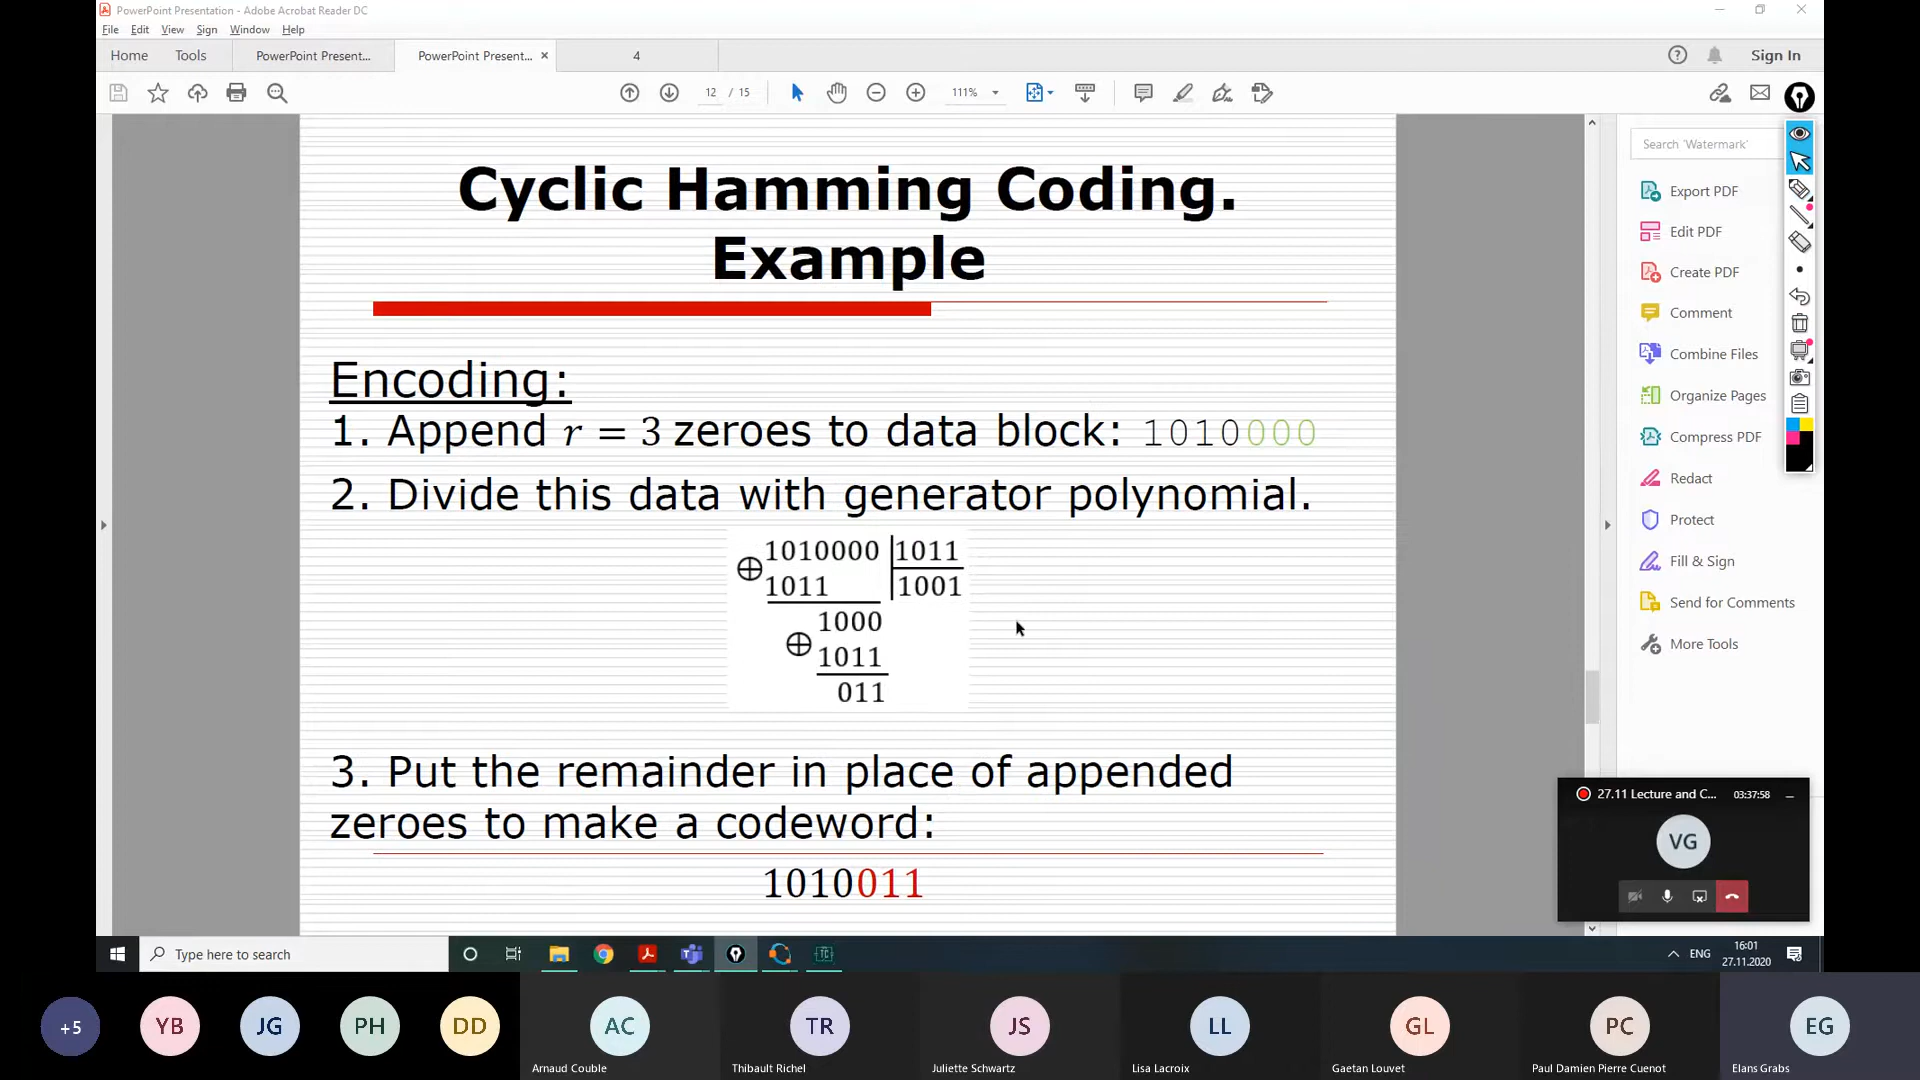 PowerPoint Presentation - Adobe Acrobat Reader DC
File Edit View Sign Window Help
Home Tools PowerPoint Present... PowerPoint Present... × 4 Sign In
12 / 15 111%
Search 'Watermark'
Export PDF
Edit PDF
Create PDF
Comment
Combine Files
Organize Pages
Compress PDF
Redact
Protect
Fill & Sign
Send for Comments
More Tools
Cyclic Hamming Coding.
Example
Encoding:
1. Append r = 3 zeroes to data block: 1010000
2. Divide this data with generator polynomial.
⊕1010000 |1011
1011 |1001
1000
⊕1011
011
3. Put the remainder in place of appended
zeroes to make a codeword:
1010011
27.11 Lecture and C... 03:37:58
VG
Type here to search
ENG
16:01
27.11.2020
+5 YB JG PH DD AC TR JS LL GL PC EG
Arnaud Couble Thibault Richel Juliette Schwartz Lisa Lacroix Gaetan Louvet Paul Damien Pierre Cuenot Elans Grabs